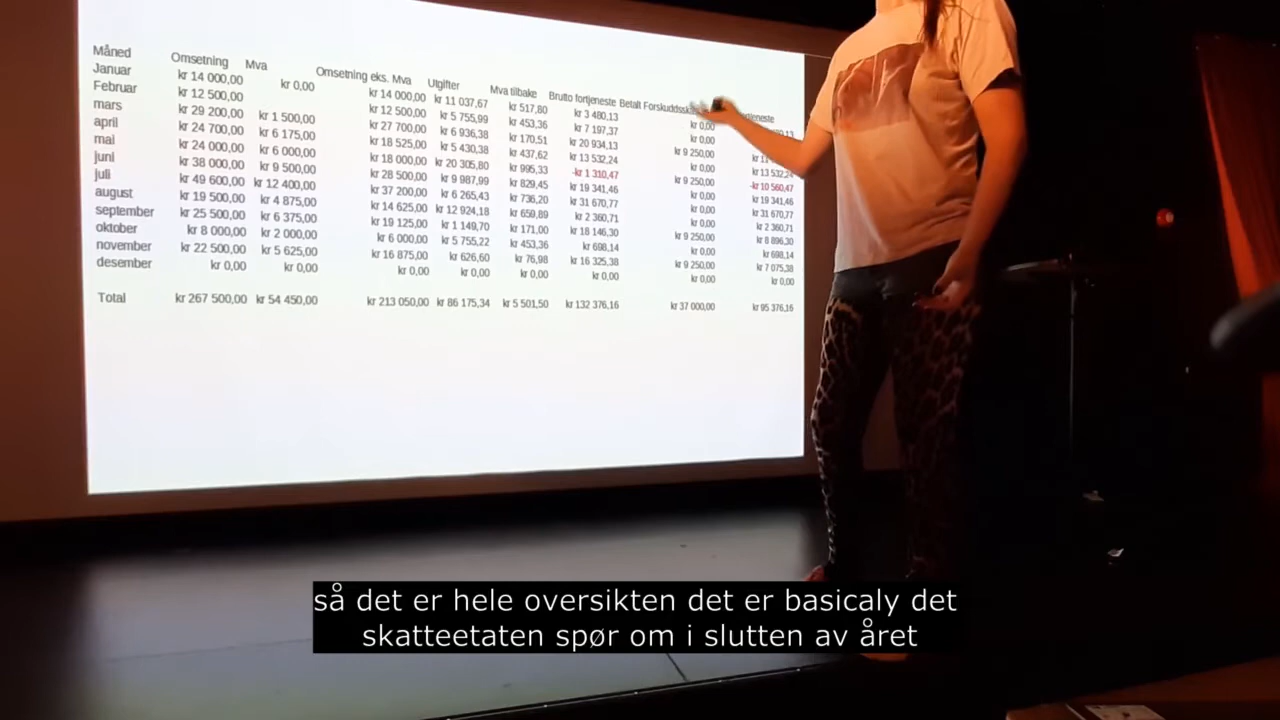 Måned Omsetning Mva Omsetning eks. Mva Utgifter Mva tilbake Brutto fortjeneste Betalt
Januar kr 14 000,00 kr 0,00 kr 14 000,00 kr 11 037,67 kr 517,80 kr 3 480,13 kr 0,00
Februar kr 12 500,00 kr 12 500,00 kr 5 755,99 kr 453,36 kr 7 197,37 kr 0,00
mars kr 29 200,00 kr 1 500,00 kr 27 700,00 kr 6 936,38 kr 170,51 kr 20 934,13 kr 9 250,00
april kr 24 700,00 kr 6 175,00 kr 18 525,00 kr 5 430,38 kr 437,62 kr 13 532,24 kr 0,00 kr 13 532,24
mai kr 24 000,00 kr 6 000,00 kr 18 000,00 kr 20 305,80 kr 995,33 -kr 1 310,47 kr 9 250,00 -kr 10 560,47
juni kr 38 000,00 kr 9 500,00 kr 28 500,00 kr 9 987,99 kr 829,45 kr 19 341,46 kr 0,00 kr 19 341,46
juli kr 49 600,00 kr 12 400,00 kr 37 200,00 kr 6 265,43 kr 736,20 kr 31 670,77 kr 0,00 kr 31 670,77
august kr 19 500,00 kr 4 875,00 kr 14 625,00 kr 12 924,18 kr 659,89 kr 2 360,71 kr 0,00 kr 2 360,71
september kr 25 500,00 kr 6 375,00 kr 19 125,00 kr 1 149,70 kr 171,00 kr 18 146,30 kr 9 250,00 kr 8 896,30
oktober kr 8 000,00 kr 2 000,00 kr 6 000,00 kr 5 755,22 kr 453,36 kr 698,14 kr 0,00 kr 698,14
november kr 22 500,00 kr 5 625,00 kr 16 875,00 kr 626,60 kr 76,98 kr 16 325,38 kr 9 250,00 kr 7 075,38
desember kr 0,00 kr 0,00 kr 0,00 kr 0,00 kr 0,00 kr 0,00 kr 0,00 kr 0,00
Total kr 267 500,00 kr 54 450,00 kr 213 050,00 kr 86 175,34 kr 5 501,50 kr 132 376,16 kr 37 000,00 kr 95 376,16
så det er hele oversikten det er basicaly det
skatteetaten spør om i slutten av året